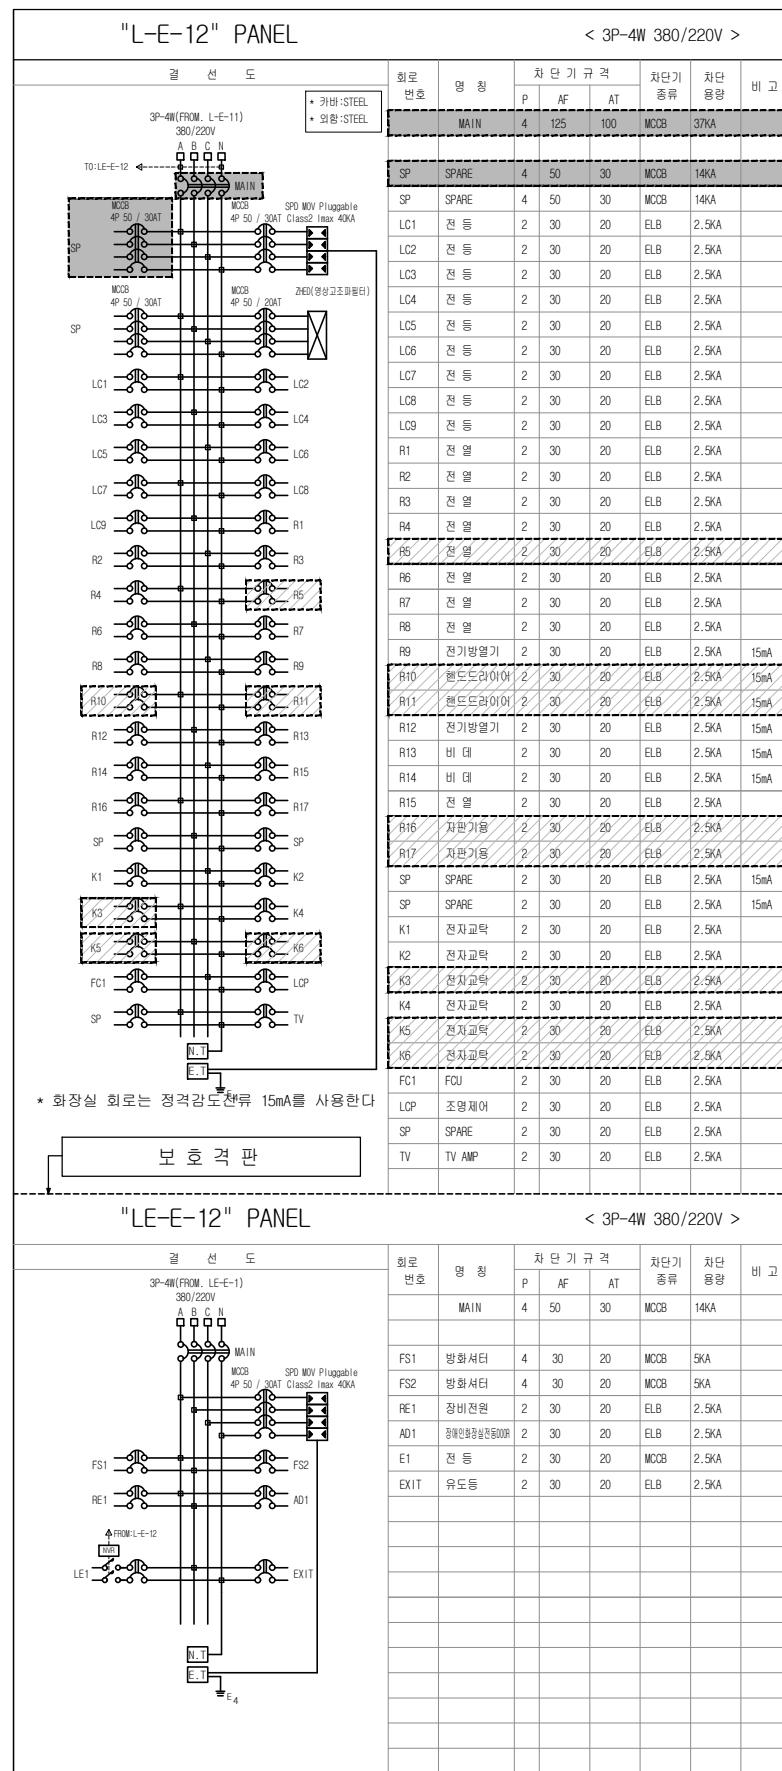 "L-E-12" PANEL
< 3P-4W 380/220V >
결 선 도
회로 번호
명 칭
차 단 기 규 격
P AF AT
차단기 종류
차단 용량
비 고
* 카바:STEEL
* 외함:STEEL
3P-4W(FROM. L-E-11)
380/220V
A B C N
TO:LE-E-12
MAIN
MCCB
4P 50 / 30AT
SP
MCCB
4P 50 / 30AT
SPD MOV Pluggable
Class2 Imax 40KA
MCCB
4P 50 / 30AT
SP
MCCB
4P 50 / 20AT
ZHED(영상고조파필터)
LC1 LC2
LC3 LC4
LC5 LC6
LC7 LC8
LC9 R1
R2 R3
R4 R5
R6 R7
R8 R9
R10 R11
R12 R13
R14 R15
R16 R17
SP SP
K1 K2
K3 K4
K5 K6
FC1 LCP
SP TV
N.T
E.T
E4
* 화장실 회로는 정격감도전류 15mA를 사용한다
보 호 격 판
MAIN 4 125 100 MCCB 37KA
SP SPARE 4 50 30 MCCB 14KA
SP SPARE 4 50 30 MCCB 14KA
LC1 전 등 2 30 20 ELB 2.5KA
LC2 전 등 2 30 20 ELB 2.5KA
LC3 전 등 2 30 20 ELB 2.5KA
LC4 전 등 2 30 20 ELB 2.5KA
LC5 전 등 2 30 20 ELB 2.5KA
LC6 전 등 2 30 20 ELB 2.5KA
LC7 전 등 2 30 20 ELB 2.5KA
LC8 전 등 2 30 20 ELB 2.5KA
LC9 전 등 2 30 20 ELB 2.5KA
R1 전 열 2 30 20 ELB 2.5KA
R2 전 열 2 30 20 ELB 2.5KA
R3 전 열 2 30 20 ELB 2.5KA
R4 전 열 2 30 20 ELB 2.5KA
R5 전 열 2 30 20 ELB 2.5KA
R6 전 열 2 30 20 ELB 2.5KA
R7 전 열 2 30 20 ELB 2.5KA
R8 전 열 2 30 20 ELB 2.5KA
R9 전기방열기 2 30 20 ELB 2.5KA 15mA
R10 핸드드라이어 2 30 20 ELB 2.5KA 15mA
R11 핸드드라이어 2 30 20 ELB 2.5KA 15mA
R12 전기방열기 2 30 20 ELB 2.5KA 15mA
R13 비 데 2 30 20 ELB 2.5KA 15mA
R14 비 데 2 30 20 ELB 2.5KA 15mA
R15 전 열 2 30 20 ELB 2.5KA
R16 자판기용 2 30 20 ELB 2.5KA
R17 자판기용 2 30 20 ELB 2.5KA
SP SPARE 2 30 20 ELB 2.5KA 15mA
SP SPARE 2 30 20 ELB 2.5KA 15mA
K1 전자교탁 2 30 20 ELB 2.5KA
K2 전자교탁 2 30 20 ELB 2.5KA
K3 전자교탁 2 30 20 ELB 2.5KA
K4 전자교탁 2 30 20 ELB 2.5KA
K5 전자교탁 2 30 20 ELB 2.5KA
K6 전자교탁 2 30 20 ELB 2.5KA
FC1 FCU 2 30 20 ELB 2.5KA
LCP 조명제어 2 30 20 ELB 2.5KA
SP SPARE 2 30 20 ELB 2.5KA
TV TV AMP 2 30 20 ELB 2.5KA
"LE-E-12" PANEL
< 3P-4W 380/220V >
결 선 도
회로 번호
명 칭
차 단 기 규 격
P AF AT
차단기 종류
차단 용량
비 고
3P-4W(FROM. LE-E-1)
380/220V
A B C N
MAIN
MCCB
4P 50 / 30AT
SPD MOV Pluggable
Class2 Imax 40KA
FS1 FS2
RE1 AD1
FROM:L-E-12
NVR
LE1 EXIT
N.T
E.T
E4
MAIN 4 50 30 MCCB 14KA
FS1 방화셔터 4 30 20 MCCB 5KA
FS2 방화셔터 4 30 20 MCCB 5KA
RE1 장비전원 2 30 20 ELB 2.5KA
AD1 장애인화장실전동DOOR 2 30 20 ELB 2.5KA
E1 전 등 2 30 20 MCCB 2.5KA
EXIT 유도등 2 30 20 ELB 2.5KA